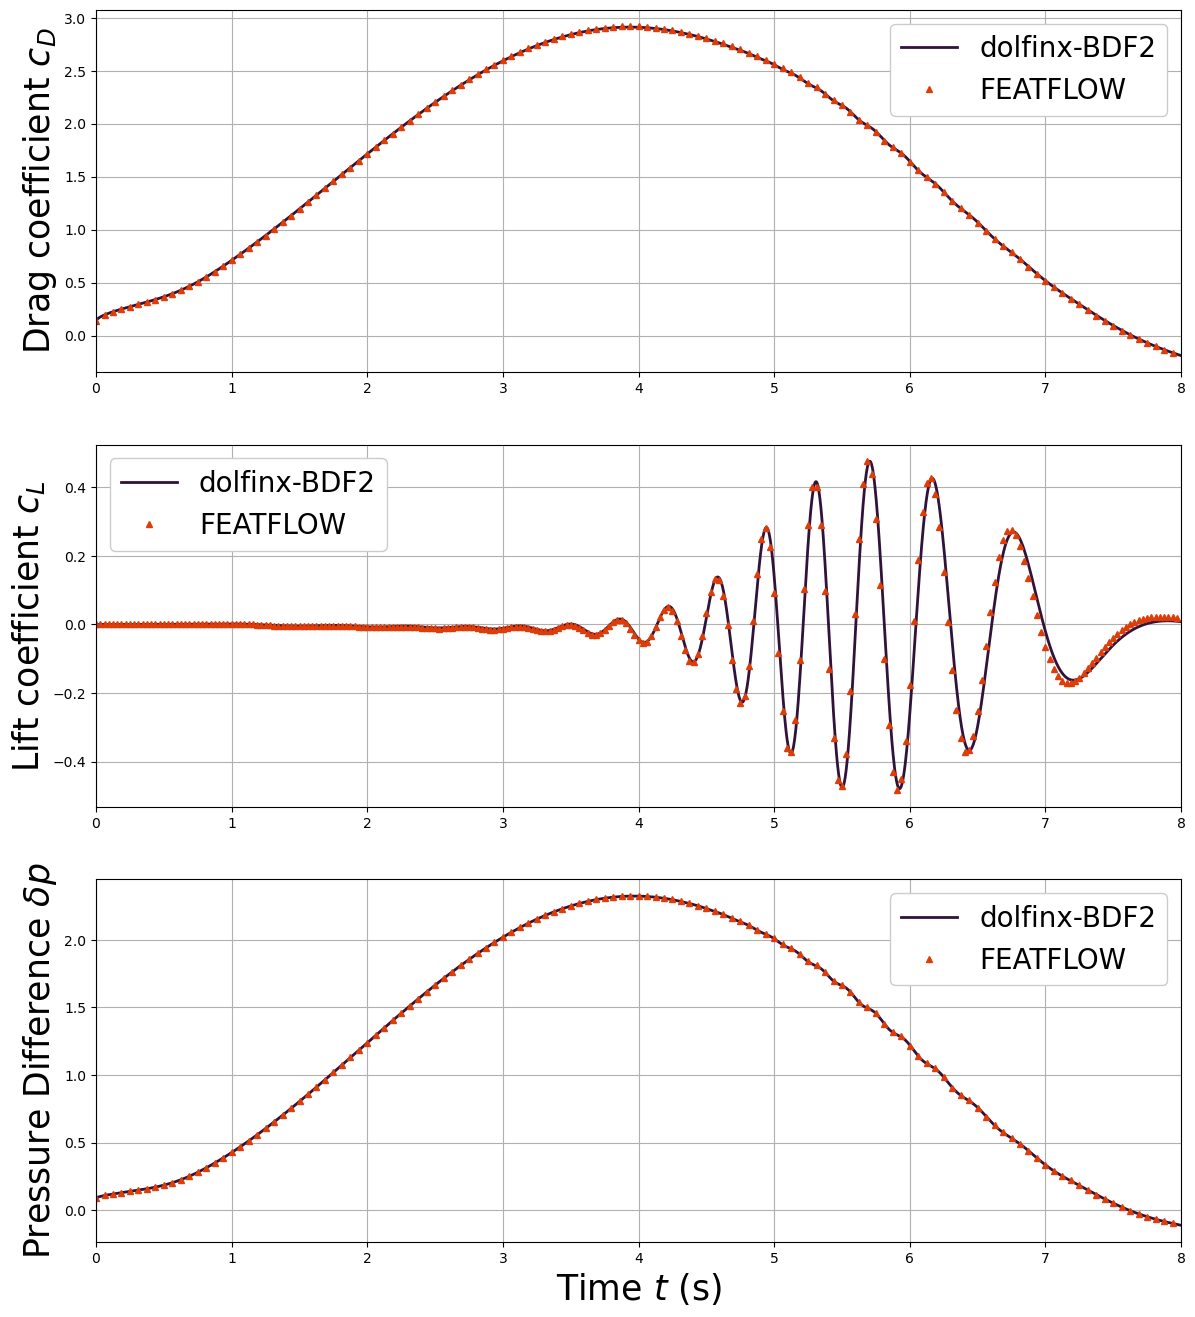 Drag coefficient c_D
3.0
2.5
2.0
1.5
1.0
0.5
0.0
dolfinx-BDF2
FEATFLOW
0 1 2 3 4 5 6 7 8
Lift coefficient c_L
0.4
0.2
0.0
−0.2
−0.4
dolfinx-BDF2
FEATFLOW
0 1 2 3 4 5 6 7 8
Pressure Difference δp
2.0
1.5
1.0
0.5
0.0
dolfinx-BDF2
FEATFLOW
0 1 2 3 4 5 6 7 8
Time t (s)